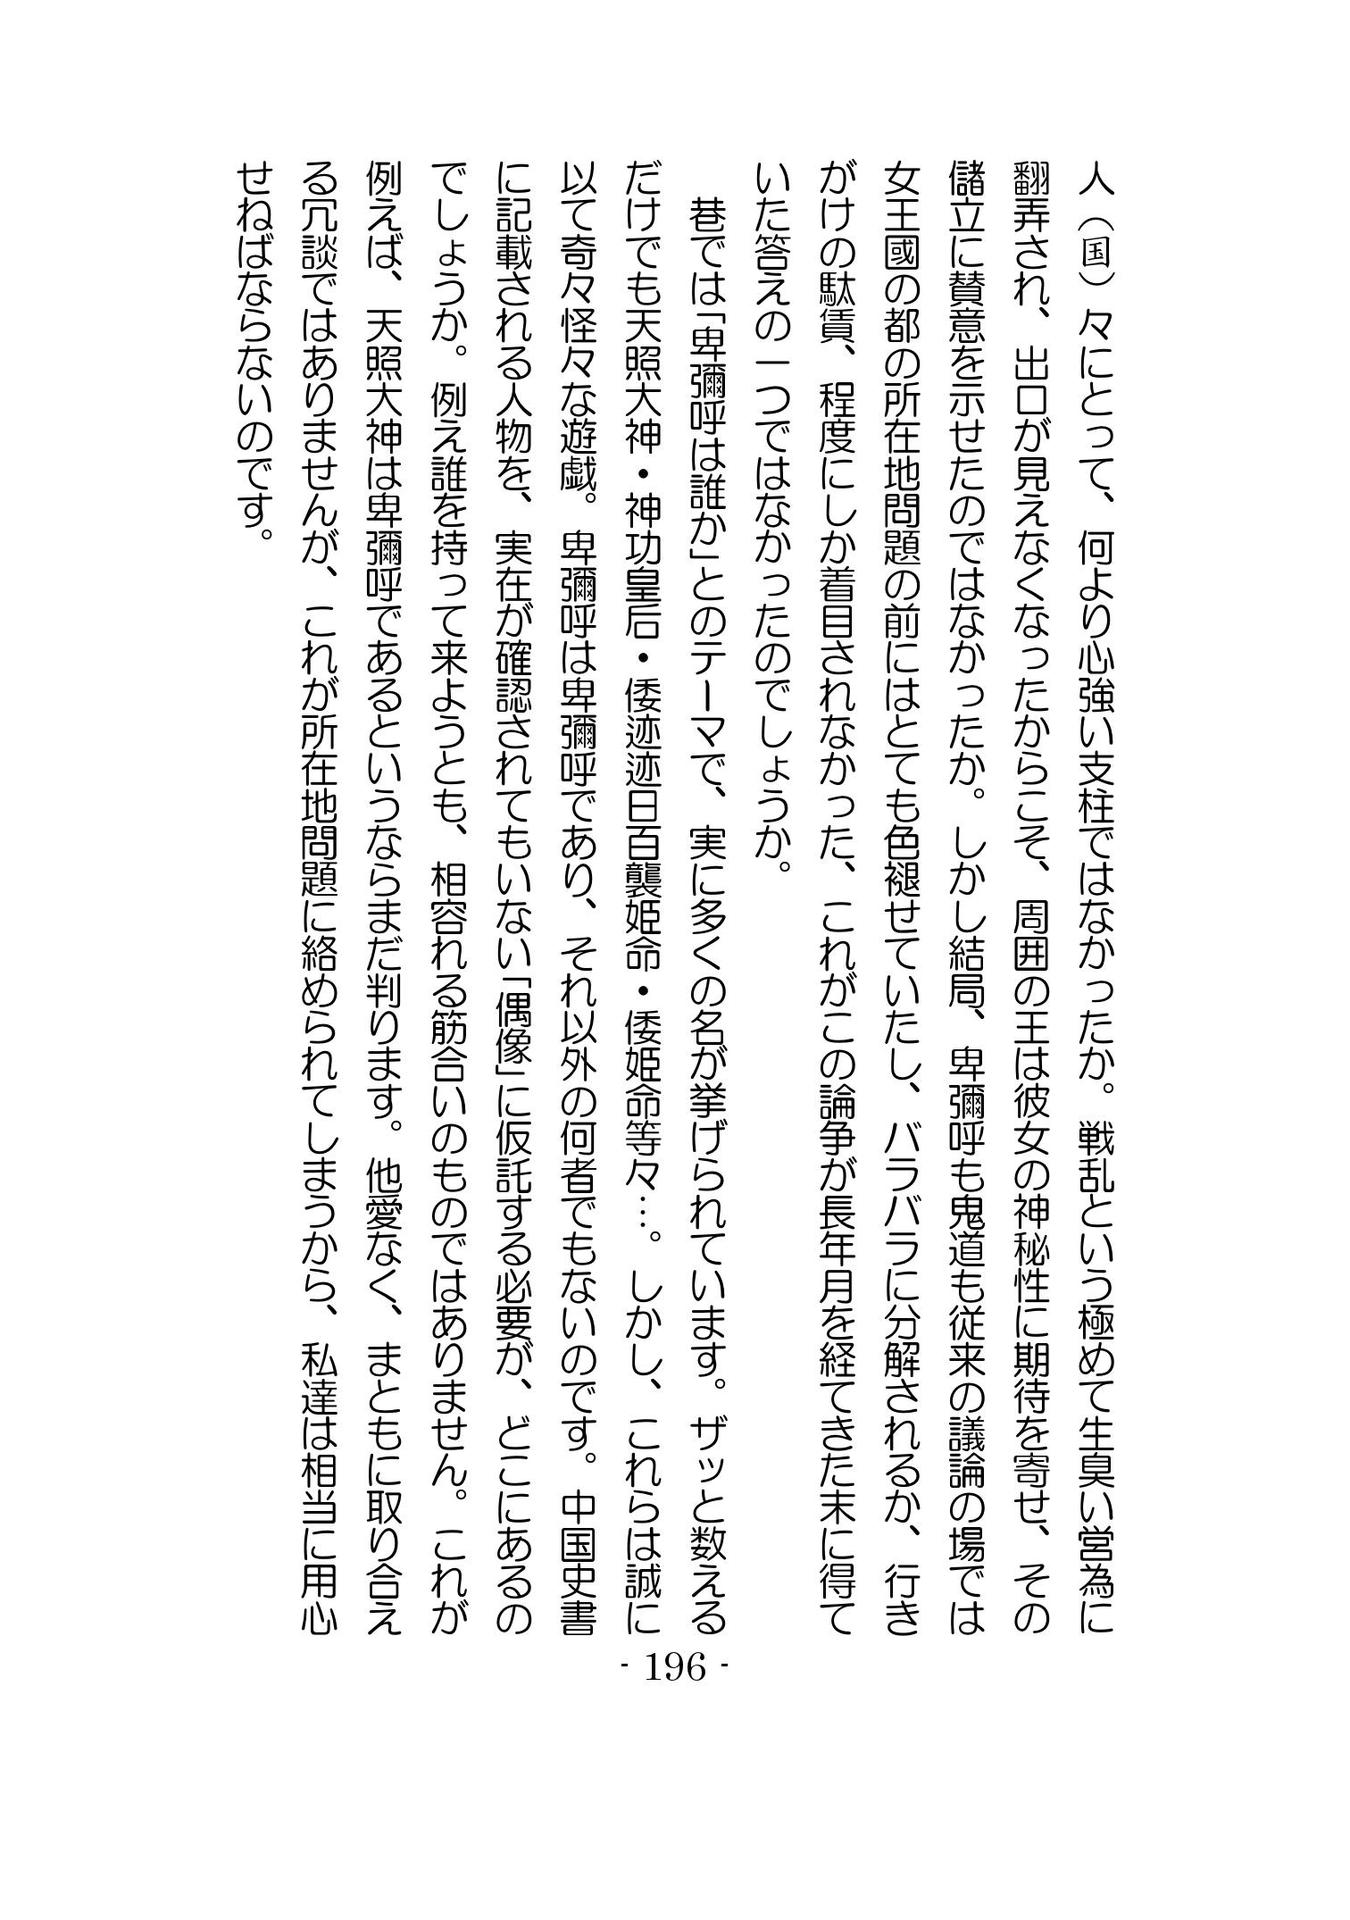 人（国）々にとって、何より心強い支柱ではなかったか。戦乱という極めて生臭い営為に
翻弄され、出口が見えなくなったからこそ、周囲の王は彼女の神秘性に期待を寄せ、その
儲立に賛意を示せたのではなかったか。しかし結局、卑彌呼も鬼道も従来の議論の場では
女王國の都の所在地問題の前にはとても色褪せていたし、バラバラに分解されるか、行き
がけの駄賃、程度にしか着目されなかった、これがこの論争が長年月を経てきた末に得て
いた答えの一つではなかったのでしょうか。
　巷では「卑彌呼は誰か」とのテーマで、実に多くの名が挙げられています。ザッと数える
だけでも天照大神・神功皇后・倭迹迹日百襲姫命・倭姫命等々…。しかし、これらは誠に
以て奇々怪々な遊戯。卑彌呼は卑彌呼であり、それ以外の何者でもないのです。中国史書
に記載される人物を、実在が確認されてもいない「偶像」に仮託する必要が、どこにあるの
でしょうか。例え誰を持って来ようとも、相容れる筋合いのものではありません。これが
例えば、天照大神は卑彌呼であるというならまだ判ります。他愛なく、まともに取り合え
る冗談ではありませんが、これが所在地問題に絡められてしまうから、私達は相当に用心
せねばならないのです。
- 196 -